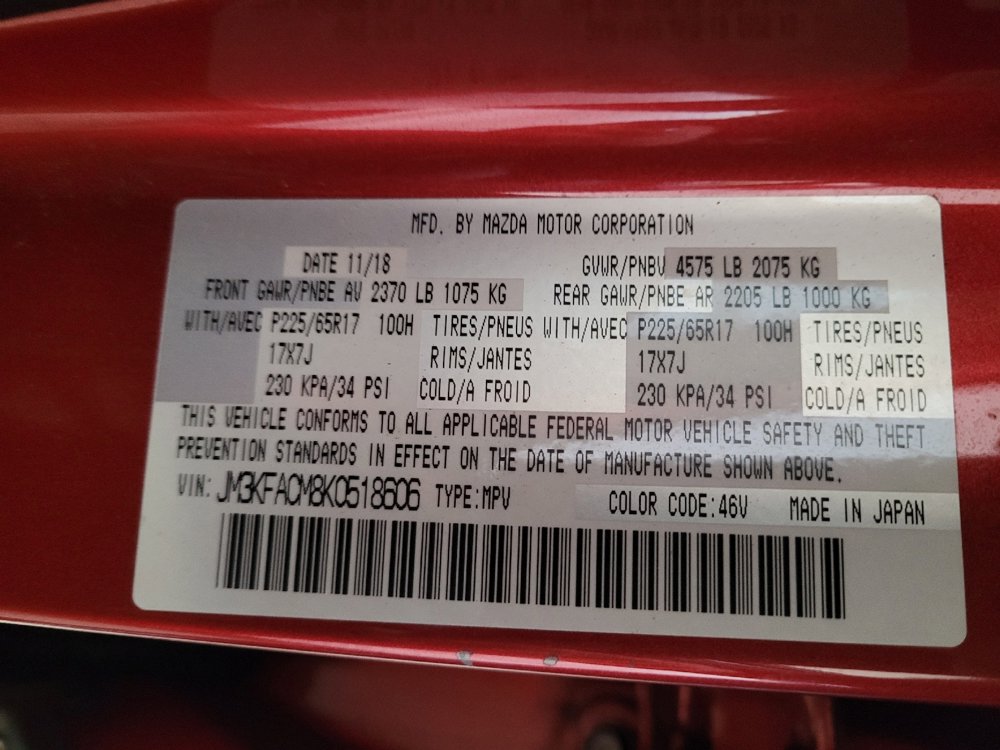 MFD. BY MAZDA MOTOR CORPORATION
DATE 11/18 GVWR/PNBV 4575 LB 2075 KG
FRONT GAWR/PNBE AV 2370 LB 1075 KG REAR GAWR/PNBE AR 2205 LB 1000 KG
WITH/AVEC P225/65R17 100H TIRES/PNEUS WITH/AVEC P225/65R17 100H TIRES/PNEUS
17X7J RIMS/JANTES 17X7J RIMS/JANTES
230 KPA/34 PSI COLD/A FROID 230 KPA/34 PSI COLD/A FROID
THIS VEHICLE CONFORMS TO ALL APPLICABLE FEDERAL MOTOR VEHICLE SAFETY AND THEFT
PREVENTION STANDARDS IN EFFECT ON THE DATE OF MANUFACTURE SHOWN ABOVE.
VIN: JM3KFACM8K0518606 TYPE:MPV COLOR CODE:46V MADE IN JAPAN